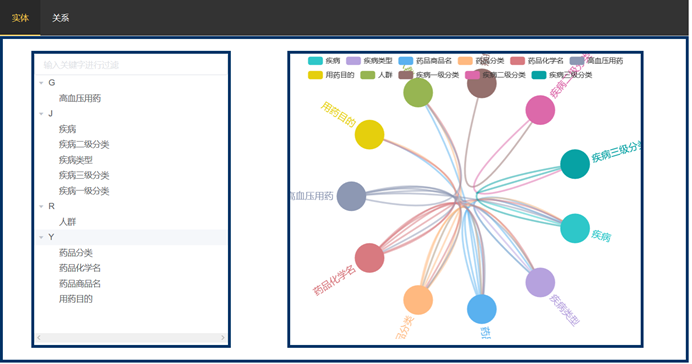 实体 关系
输入关键字进行过滤
G
高血压用药
J
疾病
疾病二级分类
疾病类型
疾病三级分类
疾病一级分类
R
人群
Y
药品分类
药品化学名
药品商品名
用药目的
疾病 疾病类型 药品商品名 药品分类 药品化学名 高血压用药
用药目的 人群 疾病一级分类 疾病二级分类 疾病三级分类
疾病二级分类
用药目的
疾病三级分类
高血压用药
疾病
药品化学名
疾病类型
品分类